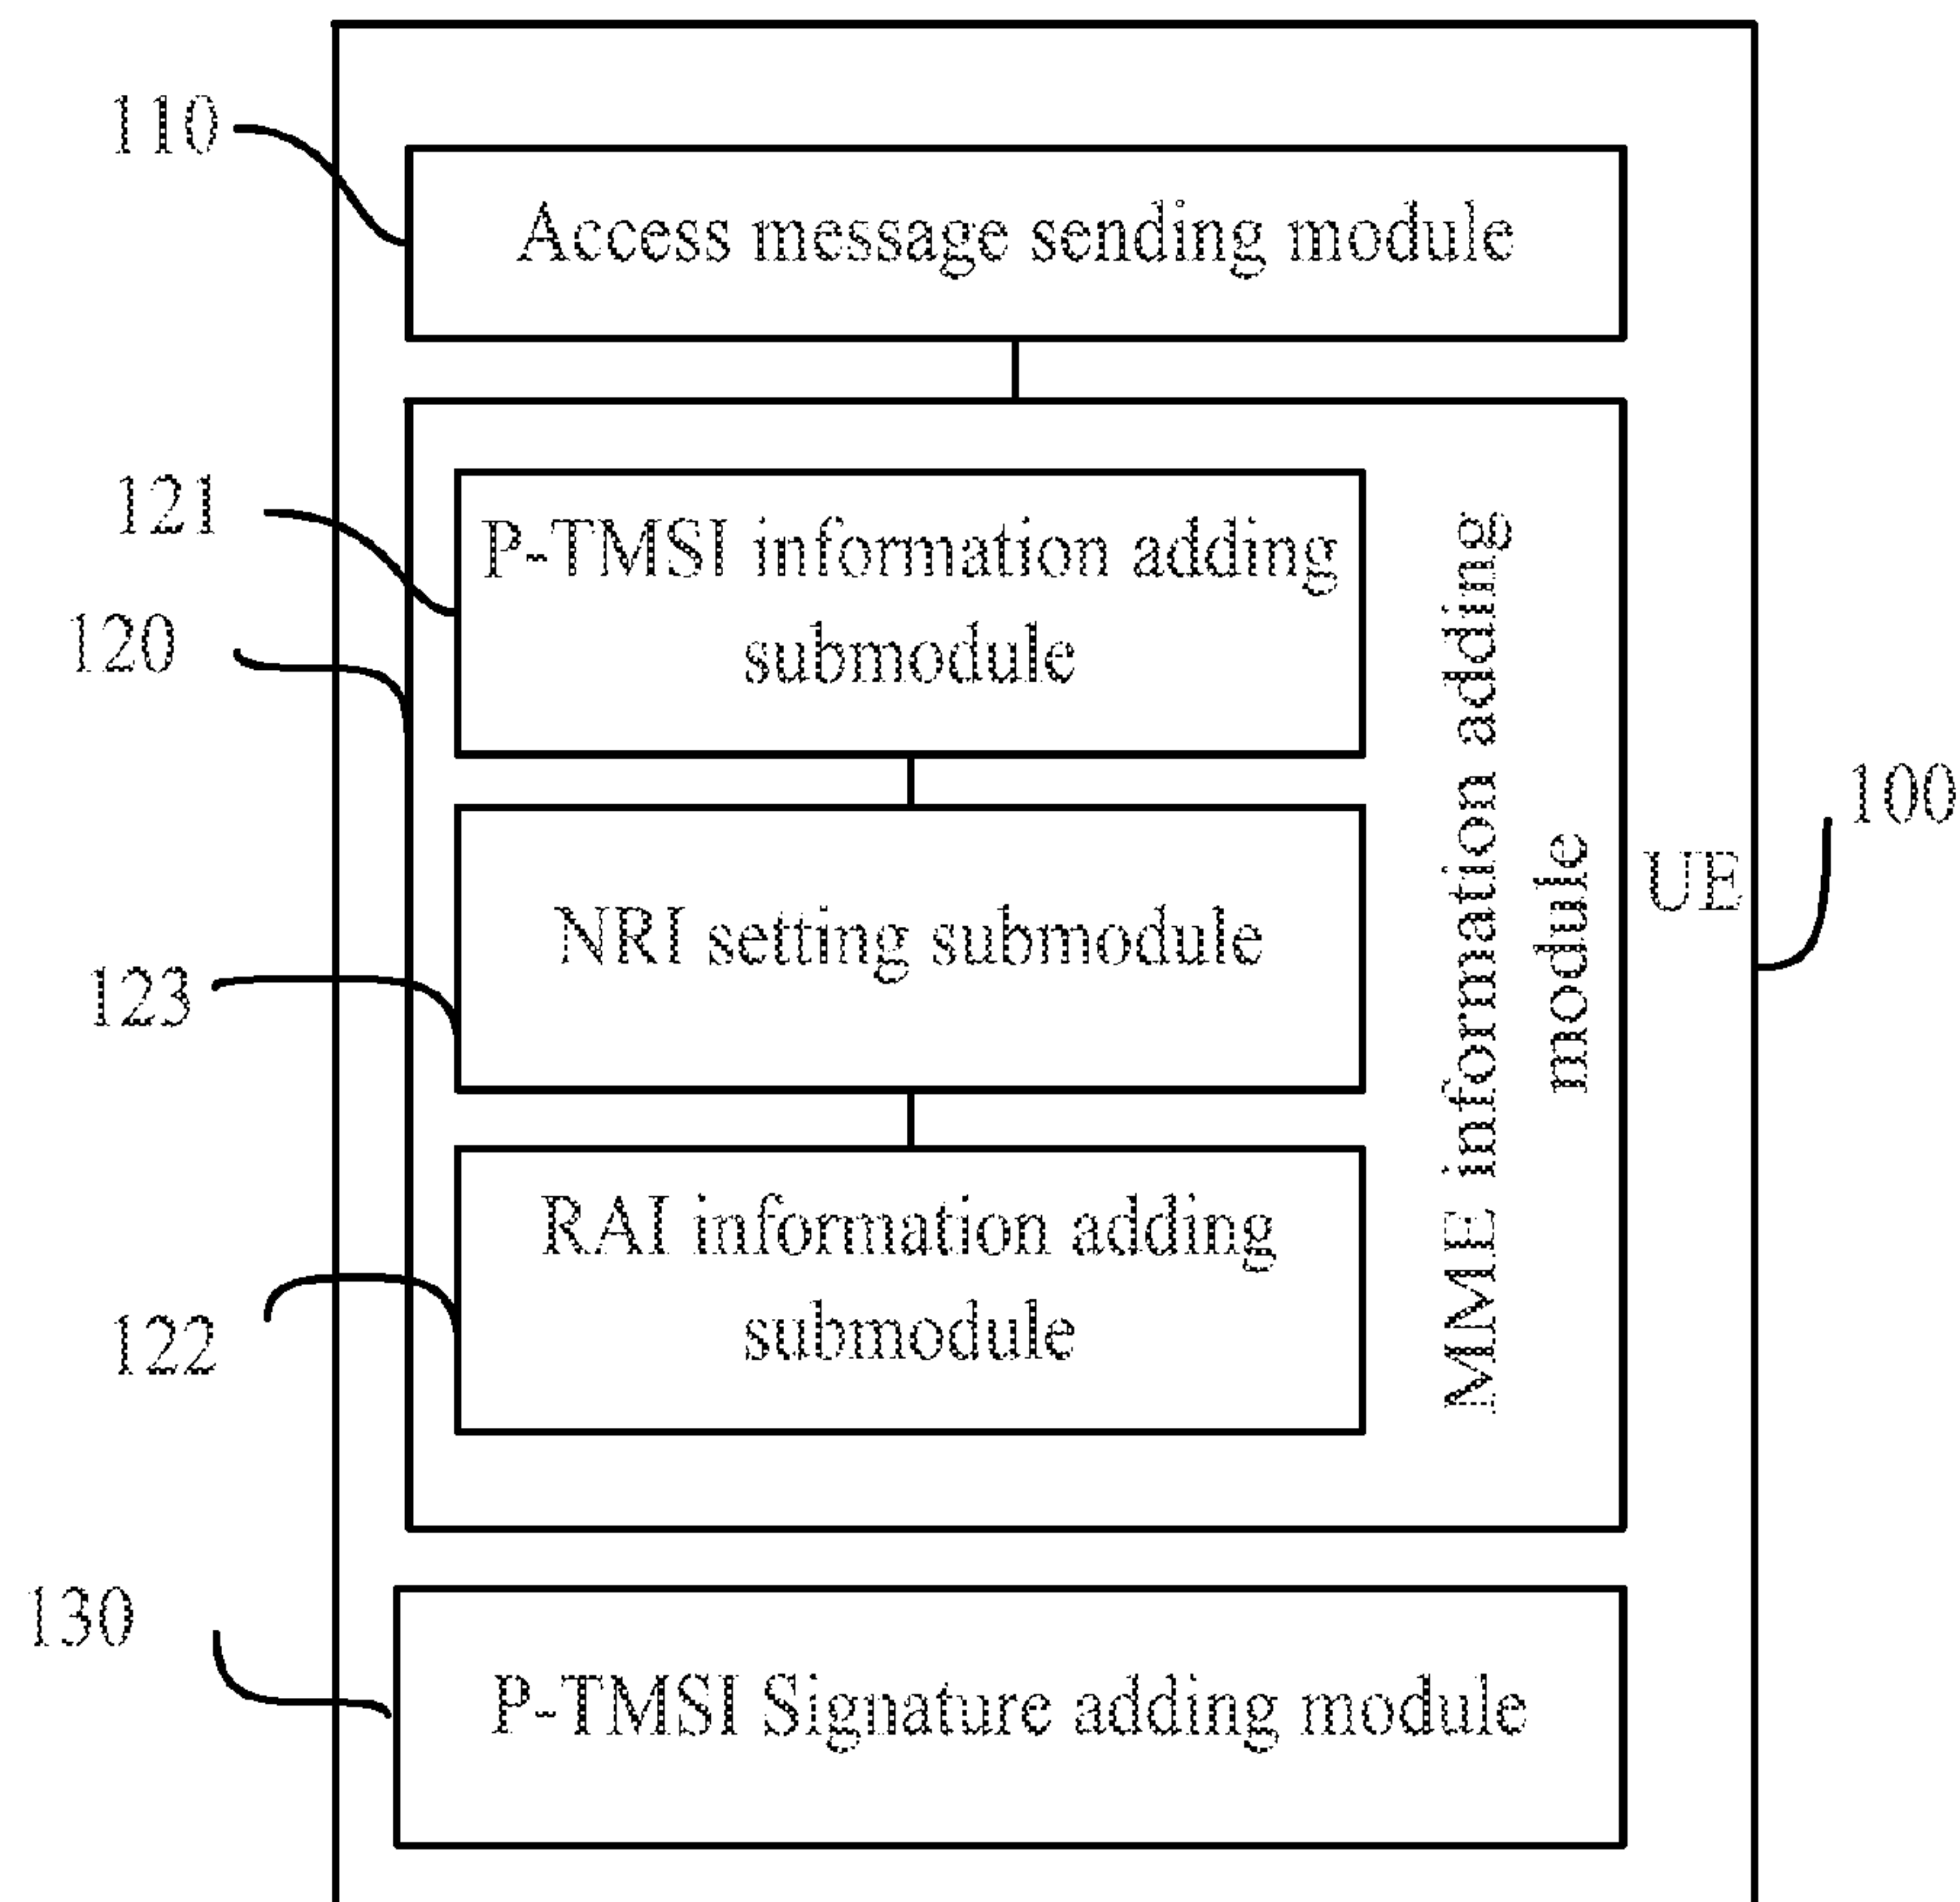 110
Access message sending module
121
P-TMSI information adding
submodule
120
NRI setting submodule
123
RAI information adding
submodule
122
MME information adding
module
UE
100
130
P-TMSI Signature adding module